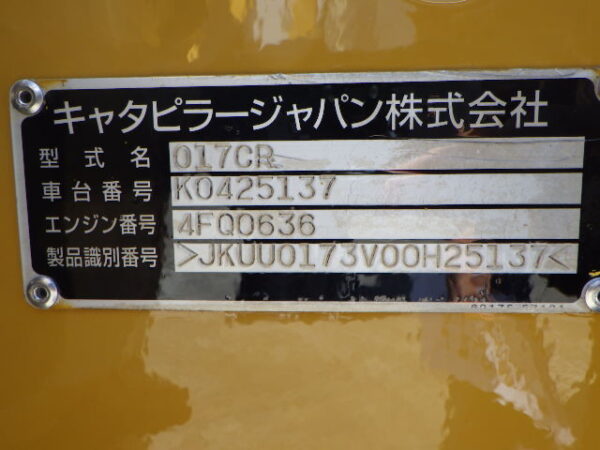 キャタピラージャパン株式会社
型式名 017CR
車台番号 K0425137
エンジン番号 4FQ0636
製品識別番号 >JKUU0173V00H25137<